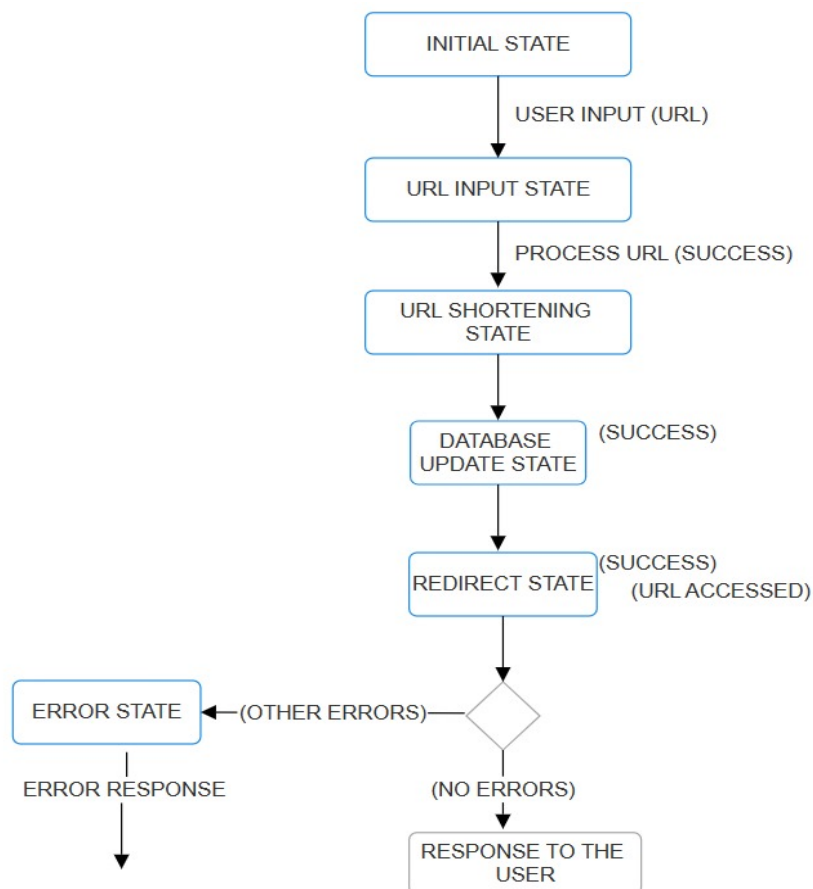 INITIAL STATE
USER INPUT (URL)
URL INPUT STATE
PROCESS URL (SUCCESS)
URL SHORTENING
STATE
DATABASE
UPDATE STATE
(SUCCESS)
REDIRECT STATE
(SUCCESS)
(URL ACCESSED)
ERROR STATE
(OTHER ERRORS)
ERROR RESPONSE
(NO ERRORS)
RESPONSE TO THE
USER